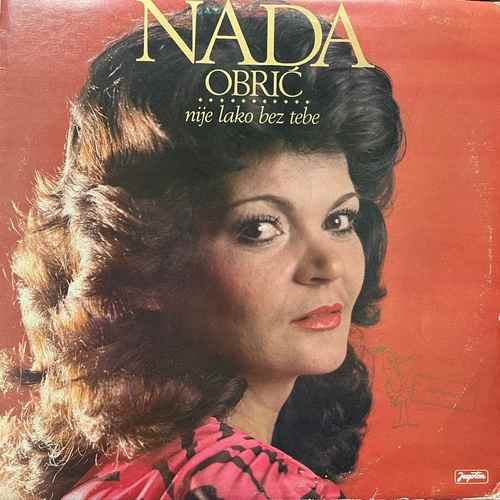 NADA
OBRIĆ
nije lako bez tebe
Jugoton